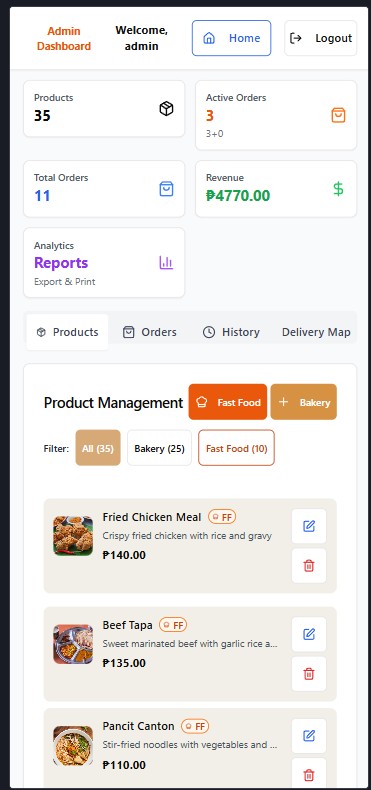 Admin
Dashboard
Welcome,
admin
Home
Logout
Products
35
Active Orders
3
3+0
Total Orders
11
Revenue
₱4770.00
Analytics
Reports
Export & Print
Products
Orders
History
Delivery Map
Product Management
Fast Food
Bakery
Filter:
All (35)
Bakery (25)
Fast Food (10)
Fried Chicken Meal
FF
Crispy fried chicken with rice and gravy
₱140.00
Beef Tapa
FF
Sweet marinated beef with garlic rice a...
₱135.00
Pancit Canton
FF
Stir-fried noodles with vegetables and ...
₱110.00